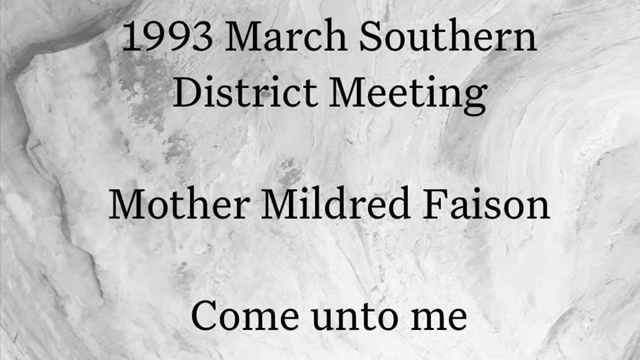 1993 March Southern
District Meeting
Mother Mildred Faison
Come unto me